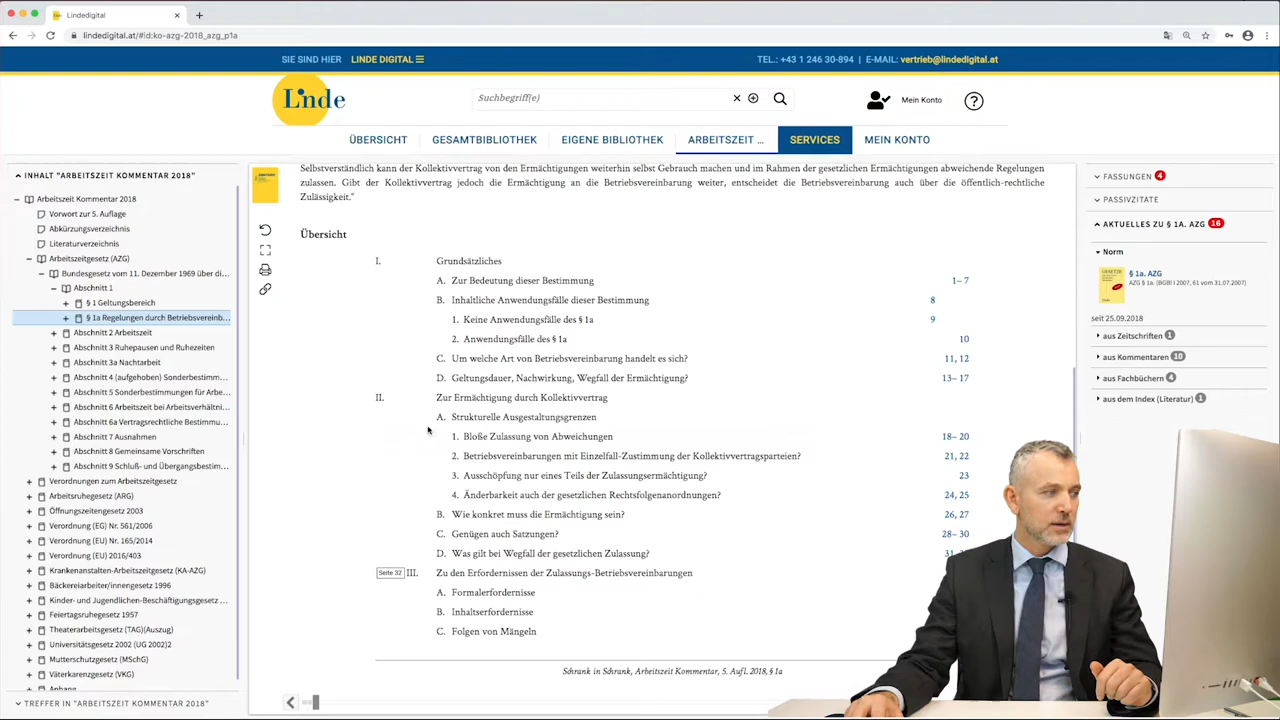 Lindedigital
lindedigital.at/#id:ko-azg-2018_azg_p1a
SIE SIND HIER LINDE DIGITAL
TEL.: +43 1 246 30-894 | E-MAIL: vertrieb@lindedigital.at
Linde
Suchbegriff(e)
Mein Konto
ÜBERSICHT GESAMTBIBLIOTHEK EIGENE BIBLIOTHEK ARBEITSZEIT ... SERVICES MEIN KONTO
INHALT "ARBEITSZEIT KOMMENTAR 2018"
Arbeitszeit Kommentar 2018
Vorwort zur 5. Auflage
Abkürzungsverzeichnis
Literaturverzeichnis
Arbeitszeitgesetz (AZG)
Bundesgesetz vom 11. Dezember 1969 über di...
Abschnitt 1
§ 1 Geltungsbereich
§ 1a Regelungen durch Betriebsvereinb...
Abschnitt 2 Arbeitszeit
Abschnitt 3 Ruhepausen und Ruhezeiten
Abschnitt 3a Nachtarbeit
Abschnitt 4 (aufgehoben) Sonderbestimm...
Abschnitt 5 Sonderbestimmungen für Arbe...
Abschnitt 6 Arbeitszeit bei Arbeitsverhältni...
Abschnitt 6a Vertragsrechtliche Bestimmu...
Abschnitt 7 Ausnahmen
Abschnitt 8 Gemeinsame Vorschriften
Abschnitt 9 Schluß- und Übergangsbestim...
Verordnungen zum Arbeitszeitgesetz
Arbeitsruhegesetz (ARG)
Öffnungszeitengesetz 2003
Verordnung (EG) Nr. 561/2006
Verordnung (EU) Nr. 165/2014
Verordnung (EU) 2016/403
Krankenanstalten-Arbeitszeitgesetz (KA-AZG)
Bäckereiarbeiter/innengesetz 1996
Kinder- und Jugendlichen-Beschäftigungsgesetz ...
Feiertagsruhegesetz 1957
Theaterarbeitsgesetz (TAG)(Auszug)
Universitätsgesetz 2002 (UG 2002)2
Mutterschutzgesetz (MSchG)
Väterkarenzgesetz (VKG)
Anhang
TREFFER IN "ARBEITSZEIT KOMMENTAR 2018"
Selbstverständlich kann der Kollektivvertrag von den Ermächtigungen weiterhin selbst Gebrauch machen und im Rahmen der gesetzlichen Ermächtigungen abweichende Regelungen
zulassen. Gibt der Kollektivvertrag jedoch die Ermächtigung an die Betriebsvereinbarung weiter, entscheidet die Betriebsvereinbarung auch über die öffentlich-rechtliche
Zulässigkeit.“
Übersicht
I. Grundsätzliches
A. Zur Bedeutung dieser Bestimmung 1– 7
B. Inhaltliche Anwendungsfälle dieser Bestimmung 8
1. Keine Anwendungsfälle des § 1a 9
2. Anwendungsfälle des § 1a 10
C. Um welche Art von Betriebsvereinbarung handelt es sich? 11, 12
D. Geltungsdauer, Nachwirkung, Wegfall der Ermächtigung? 13– 17
II. Zur Ermächtigung durch Kollektivvertrag
A. Strukturelle Ausgestaltungsgrenzen
1. Bloße Zulassung von Abweichungen 18– 20
2. Betriebsvereinbarungen mit Einzelfall-Zustimmung der Kollektivvertragsparteien? 21, 22
3. Ausschöpfung nur eines Teils der Zulassungsermächtigung? 23
4. Änderbarkeit auch der gesetzlichen Rechtsfolgenanordnungen? 24, 25
B. Wie konkret muss die Ermächtigung sein? 26, 27
C. Genügen auch Satzungen? 28– 30
D. Was gilt bei Wegfall der gesetzlichen Zulassung?
Seite 32 III. Zu den Erfordernissen der Zulassungs-Betriebsvereinbarungen
A. Formalerfordernisse
B. Inhaltserfordernisse
C. Folgen von Mängeln
Schrank in Schrank, Arbeitszeit Kommentar, 5. Aufl. 2018, § 1a
FASSUNGEN 4
PASSIVZITATE
AKTUELLES ZU § 1A. AZG 16
Norm
§ 1a. AZG
AZG § 1a. (BGBl I 2007, 61 vom 31.07.2007)
seit 25.09.2018
aus Zeitschriften 1
aus Kommentaren 10
aus Fachbüchern 4
aus dem Index (Literatur) 1